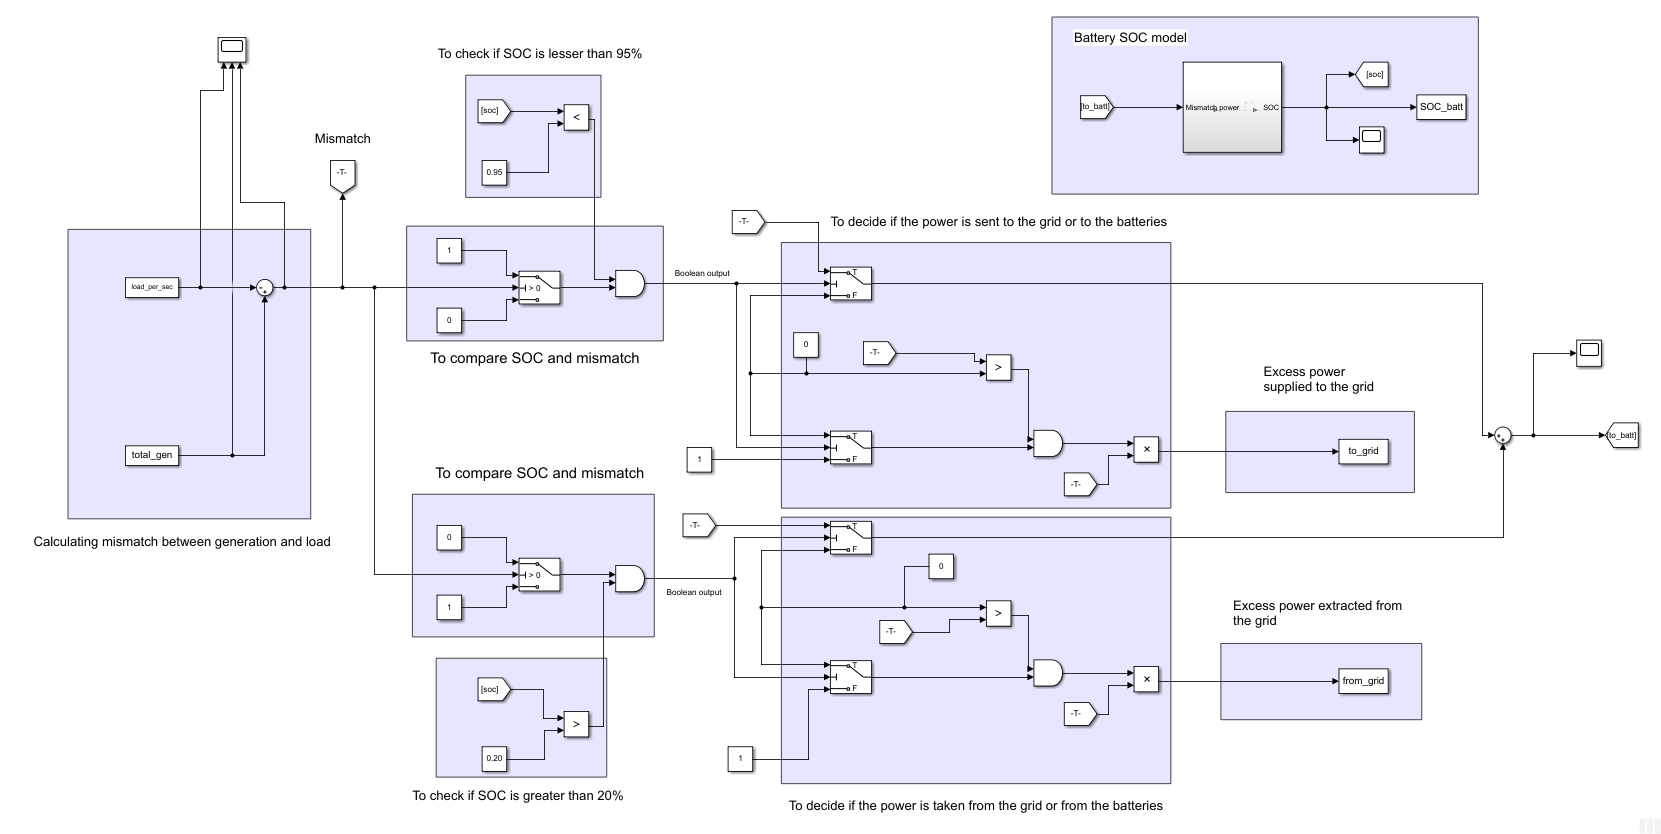 Battery SOC model
[to_batt]
Mismatch power
SOC
[soc]
SOC_batt
To check if SOC is lesser than 95%
[soc]
<
0.95
Mismatch
-T-
load_per_sec
total_gen
Calculating mismatch between generation and load
1
> 0
0
To compare SOC and mismatch
Boolean output
-T-
To decide if the power is sent to the grid or to the batteries
T
F
0
-T-
>
T
F
1
-T-
×
Excess power
supplied to the grid
to_grid
[to_batt]
To compare SOC and mismatch
0
> 0
1
Boolean output
[soc]
>
0.20
To check if SOC is greater than 20%
-T-
T
F
0
>
-T-
T
F
1
-T-
×
Excess power extracted from
the grid
from_grid
To decide if the power is taken from the grid or from the batteries